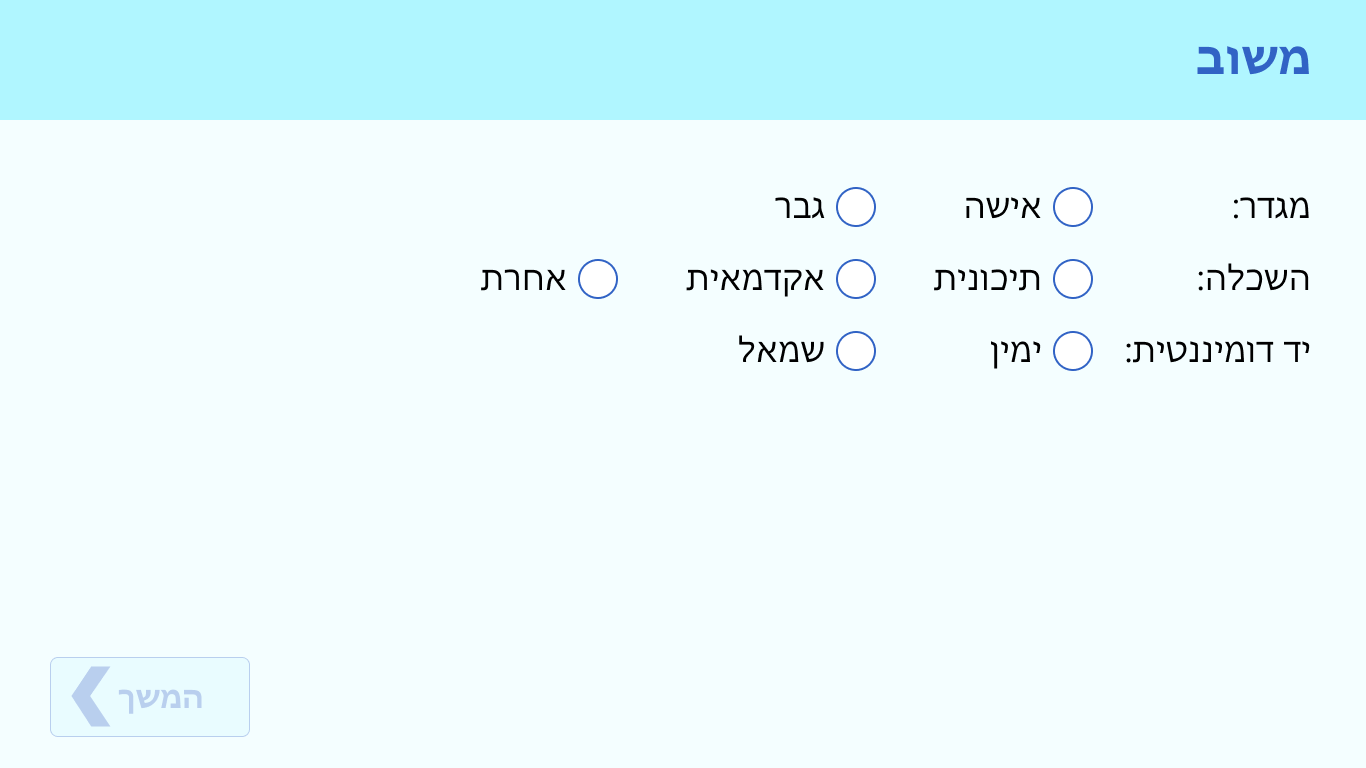 משוב
מגדר: אישה גבר
השכלה: תיכונית אקדמאית אחרת
יד דומיננטית: ימין שמאל
המשך